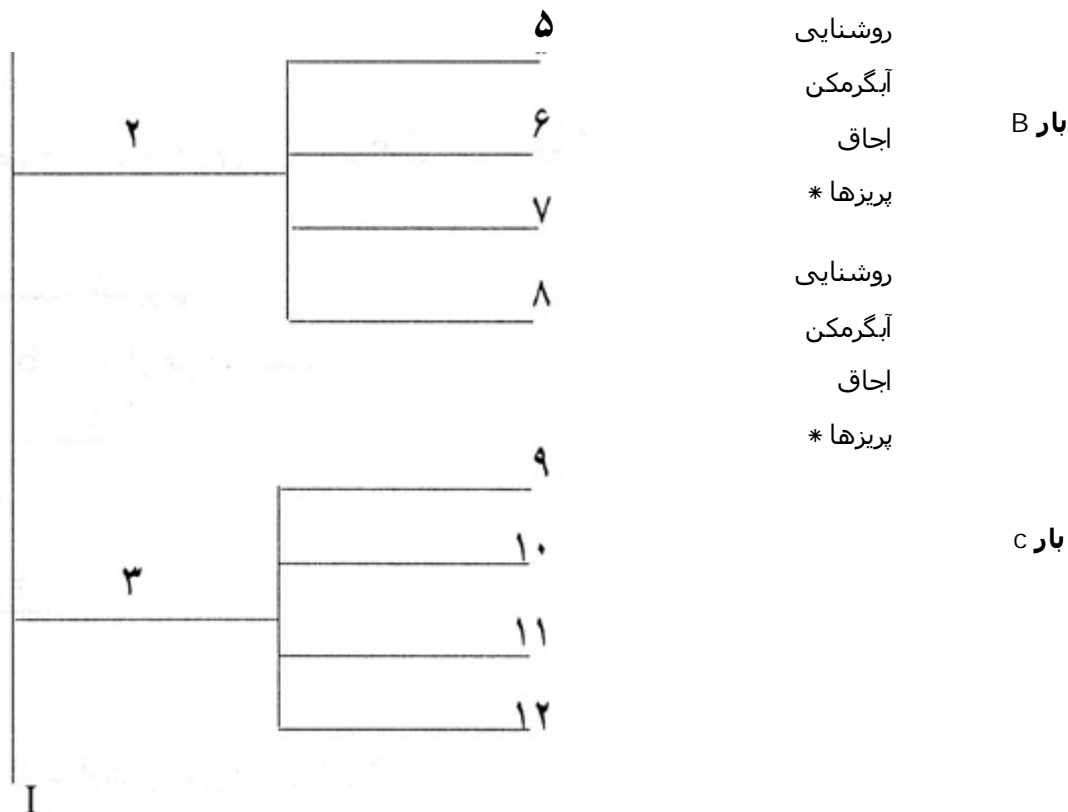 ۵
روشنایی
آبگرمکن
۶
بار B
۲
اجاق
پریزها *
۷
روشنایی
۸
آبگرمکن
اجاق
پریزها *
۹
۱۰
بار c
۳
۱۱
۱۲
I